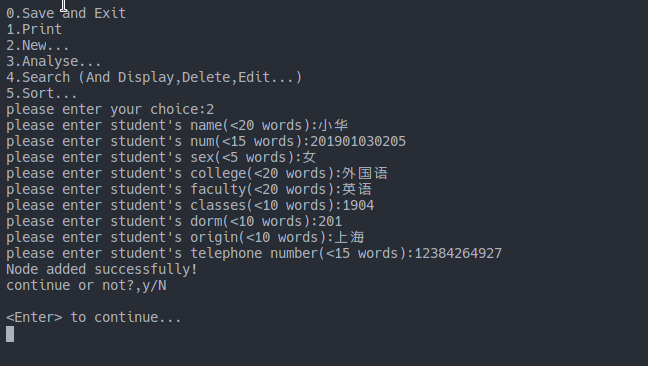 0.Save and Exit
1.Print
2.New...
3.Analyse...
4.Search (And Display,Delete,Edit...)
5.Sort...
please enter your choice:2
please enter student's name(<20 words):小华
please enter student's num(<15 words):201901030205
please enter student's sex(<5 words):女
please enter student's college(<20 words):外国语
please enter student's faculty(<20 words):英语
please enter student's classes(<10 words):1904
please enter student's dorm(<10 words):201
please enter student's origin(<10 words):上海
please enter student's telephone number(<15 words):12384264927
Node added successfully!
continue or not?,y/N
<Enter> to continue...